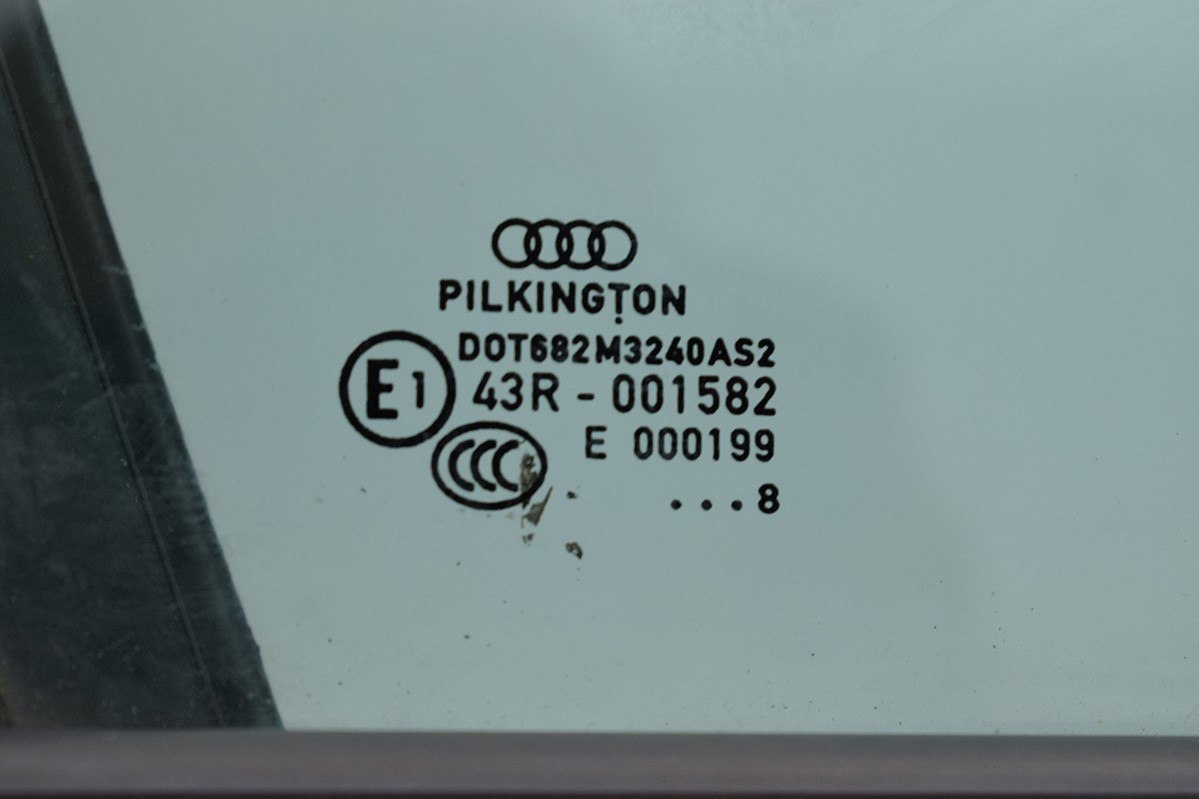 PILKINGTON
DOT682M3240AS2
E1 43R - 001582
CCC E 000199
...8